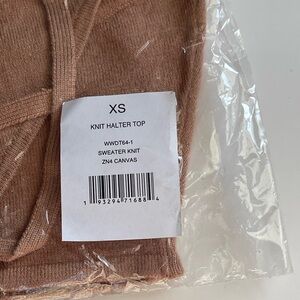 XS
KNIT HALTER TOP
WWDT64-1
SWEATER KNIT
ZN4 CANVAS
1 93294 71688 4